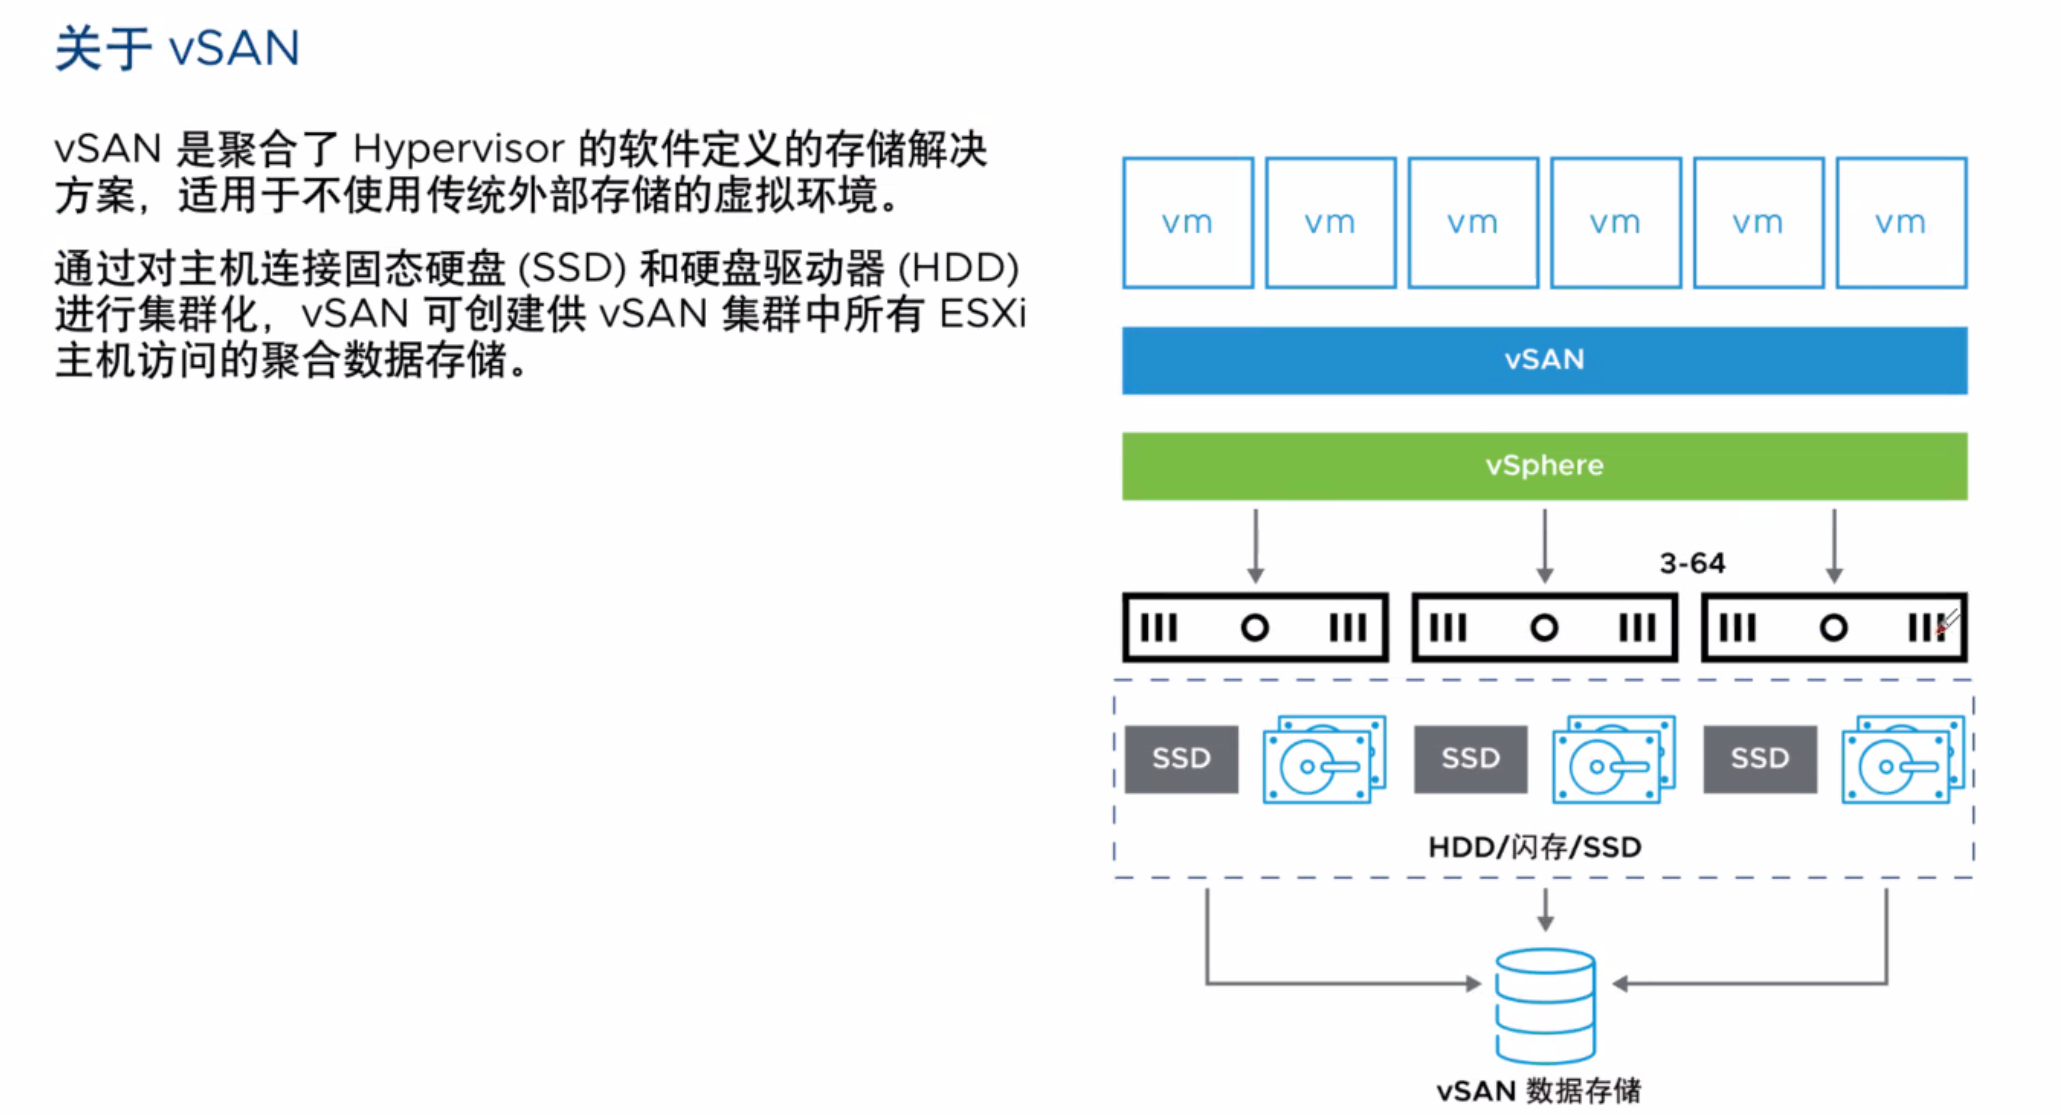 关于 vSAN
vSAN 是聚合了 Hypervisor 的软件定义的存储解决
方案，适用于不使用传统外部存储的虚拟环境。
通过对主机连接固态硬盘 (SSD) 和硬盘驱动器 (HDD)
进行集群化，vSAN 可创建供 vSAN 集群中所有 ESXi
主机访问的聚合数据存储。
vm vm vm vm vm vm
vSAN
vSphere
3-64
SSD SSD SSD
HDD/闪存/SSD
vSAN 数据存储